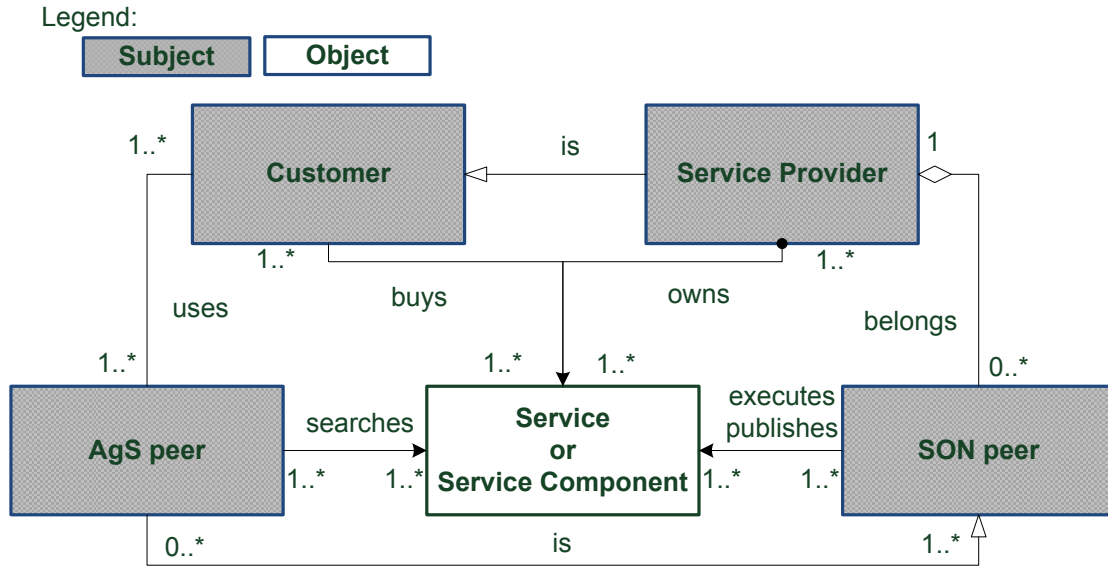 Legend:
Subject
Object
1..*
Customer
is
Service Provider
1
1..*
1..*
buys
owns
uses
belongs
1..*
1..*
1..*
0..*
AgS peer
searches
1..*
1..*
Service
or
Service Component
executes
publishes
1..*
1..*
SON peer
0..*
is
1..*